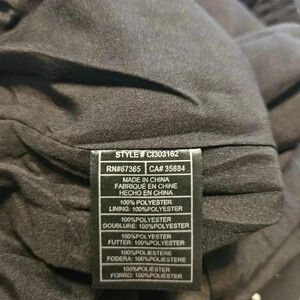 STYLE # CI303162
RN#67365 CA# 35884
MADE IN CHINA
FABRIQUE EN CHINE
HECHO EN CHINA
100% POLYESTER
LINING: 100% POLYESTER
100% POLYESTER
DOUBLURE: 100% POLYESTER
100% POLYESTER
FUTTER: 100% POLYESTER
100% POLIESTERE
FODERA: 100% POLIESTERE
100% POLIESTER
FORRO: 100% POLIESTER